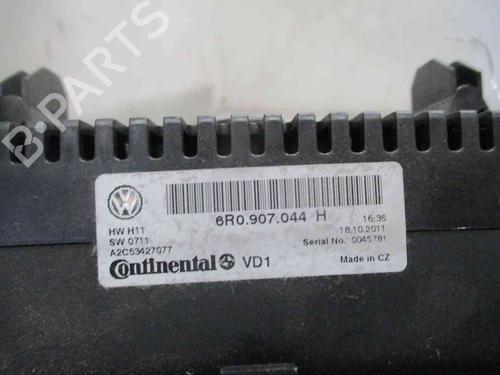 B-PARTS
6R0.907.044 H
HW H11
SW 0711
A2C53427077
16:36
18.10.2011
Serial No. 0045781
Continental VD1
Made in CZ